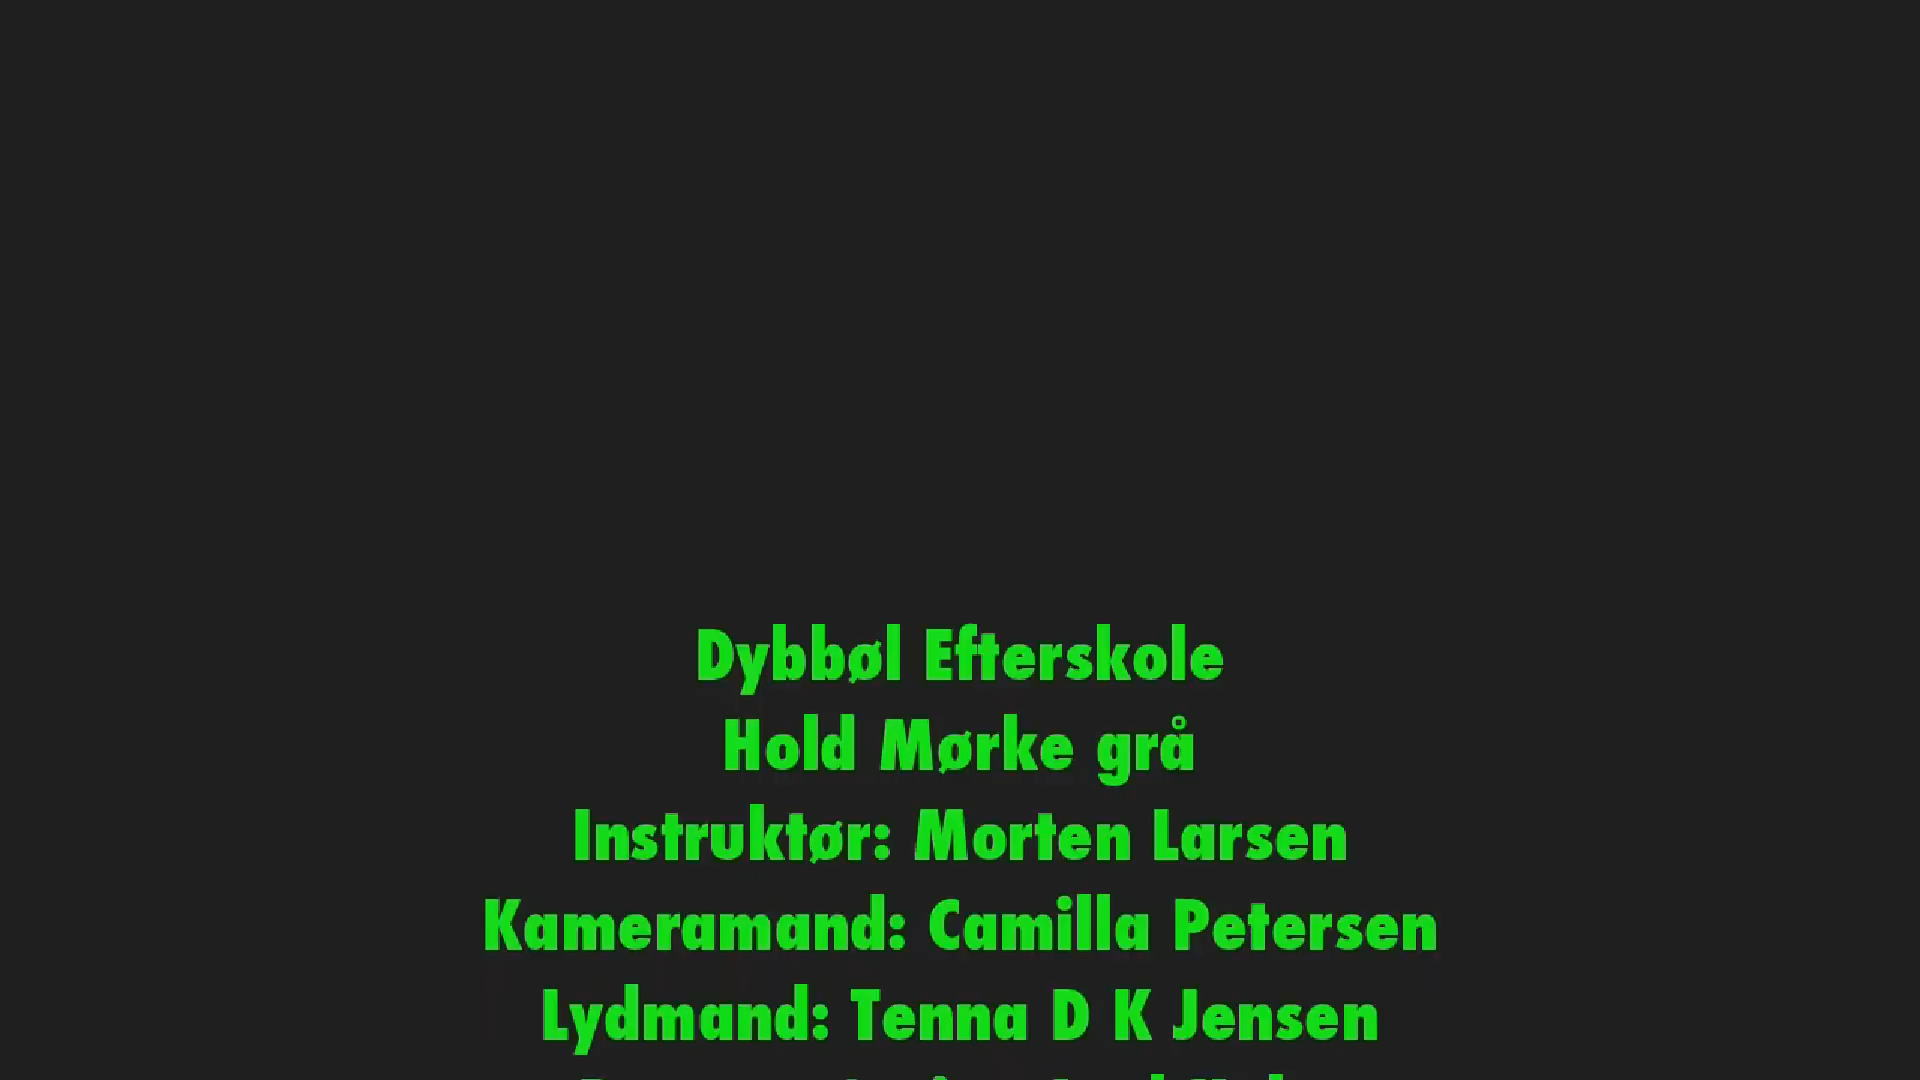 Dybbøl Efterskole
Hold Mørke grå
Instruktør: Morten Larsen
Kameramand: Camilla Petersen
Lydmand: Tenna D K Jensen